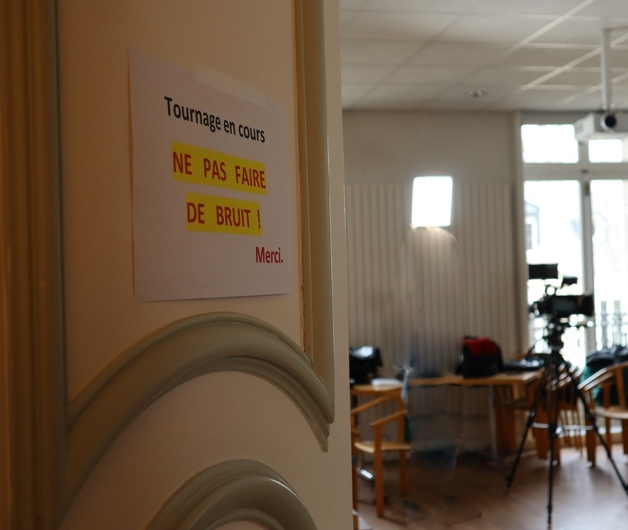 Tournage en cours
NE PAS FAIRE
DE BRUIT !
Merci.